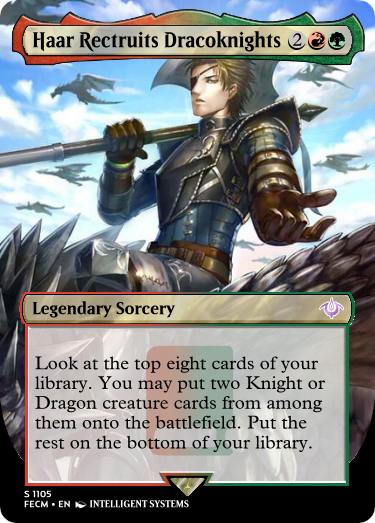 Haar Rectruits Dracoknights 2
Legendary Sorcery
Look at the top eight cards of your
library. You may put two Knight or
Dragon creature cards from among
them onto the battlefield. Put the
rest on the bottom of your library.
S 1105
FECM • EN INTELLIGENT SYSTEMS